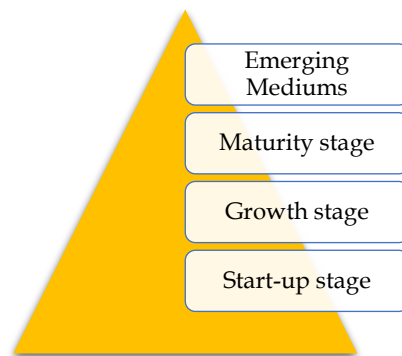 Emerging
Mediums
Maturity stage
Growth stage
Start-up stage